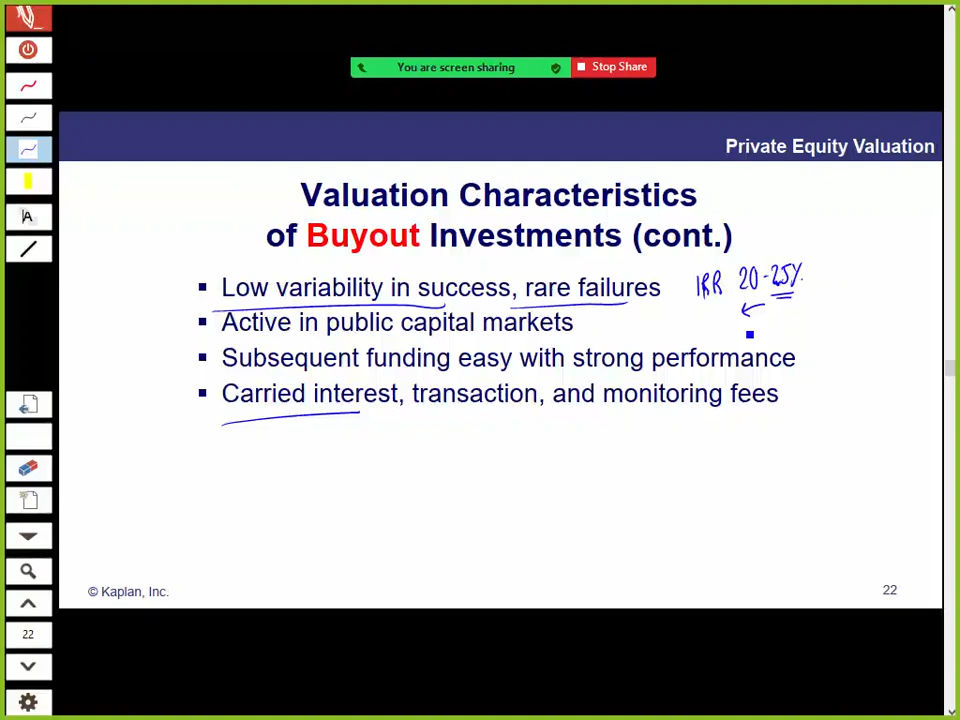 You are screen sharing
Stop Share
Private Equity Valuation
Valuation Characteristics
of Buyout Investments (cont.)
▪ Low variability in success, rare failures
IRR 20-25%
▪ Active in public capital markets
▪ Subsequent funding easy with strong performance
▪ Carried interest, transaction, and monitoring fees
© Kaplan, Inc.
22
A
22